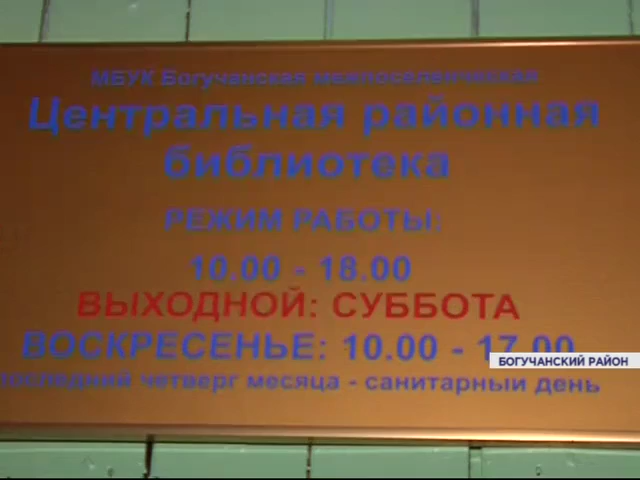 МБУК Богучанская межпоселенческая
Центральная районная
библиотека
РЕЖИМ РАБОТЫ:
10.00 - 18.00
ВЫХОДНОЙ: СУББОТА
ВОСКРЕСЕНЬЕ: 10.00 - 17.00
последний четверг месяца - санитарный день
БОГУЧАНСКИЙ РАЙОН